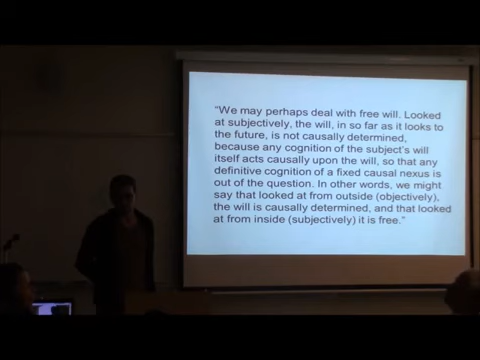 "We may perhaps deal with free will. Looked
at subjectively, the will, in so far as it looks to
the future, is not causally determined,
because any cognition of the subject's will
itself acts causally upon the will, so that any
definitive cognition of a fixed causal nexus is
out of the question. In other words, we might
say that looked at from outside (objectively),
the will is causally determined, and that looked
at from inside (subjectively) it is free."